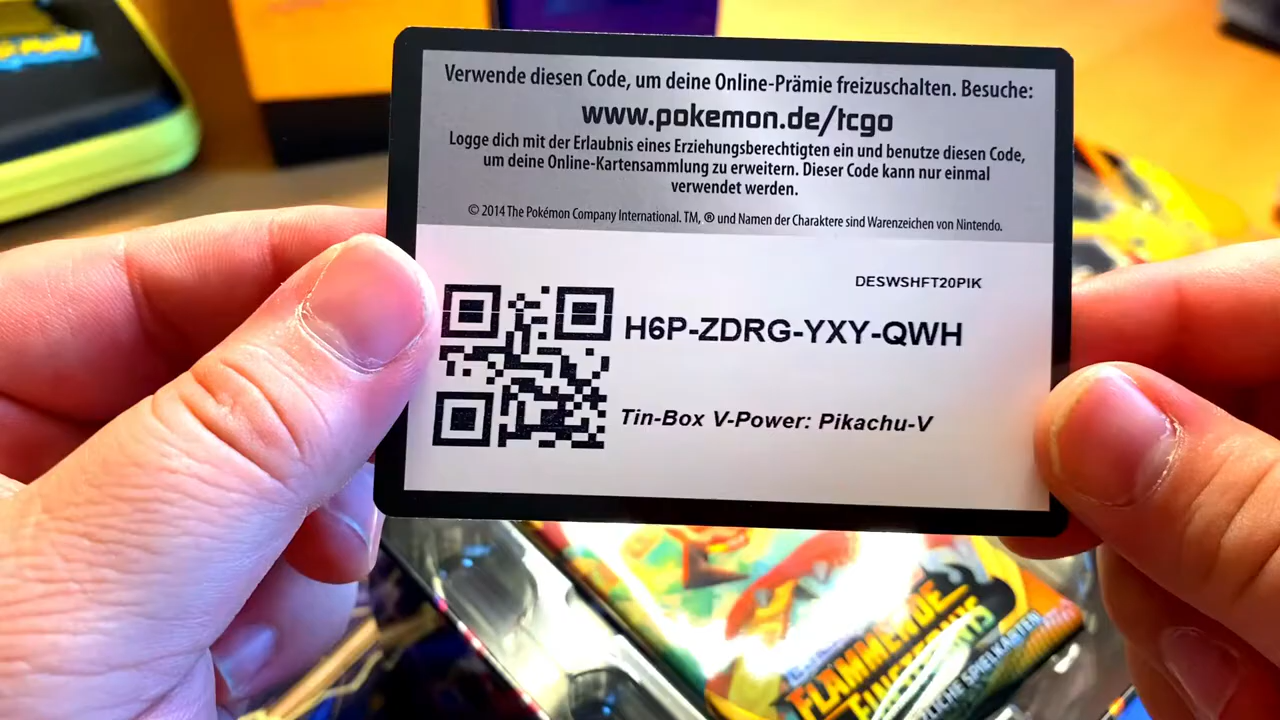 Verwende diesen Code, um deine Online-Prämie freizuschalten. Besuche:
www.pokemon.de/tcgo
Logge dich mit der Erlaubnis eines Erziehungsberechtigten ein und benutze diesen Code,
um deine Online-Kartensammlung zu erweitern. Dieser Code kann nur einmal
verwendet werden.
© 2014 The Pokémon Company International. TM, ® und Namen der Charaktere sind Warenzeichen von Nintendo.
DESWSHFT20PIK
H6P-ZDRG-YXY-QWH
Tin-Box V-Power: Pikachu-V
FLAMMENDE
SPIELKARTEN